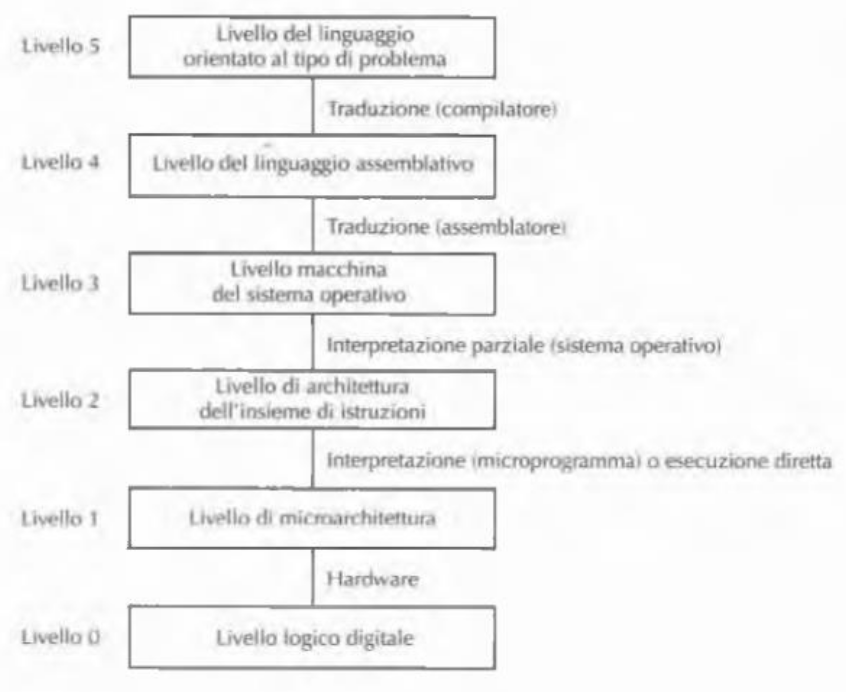 Livello 5
Livello del linguaggio
orientato al tipo di problema
Traduzione (compilatore)
Livello 4
Livello del linguaggio assemblativo
Traduzione (assemblatore)
Livello 3
Livello macchina
del sistema operativo
Interpretazione parziale (sistema operativo)
Livello 2
Livello di architettura
dell'insieme di istruzioni
Interpretazione (microprogramma) o esecuzione diretta
Livello 1
Livello di microarchitettura
Hardware
Livello 0
Livello logico digitale